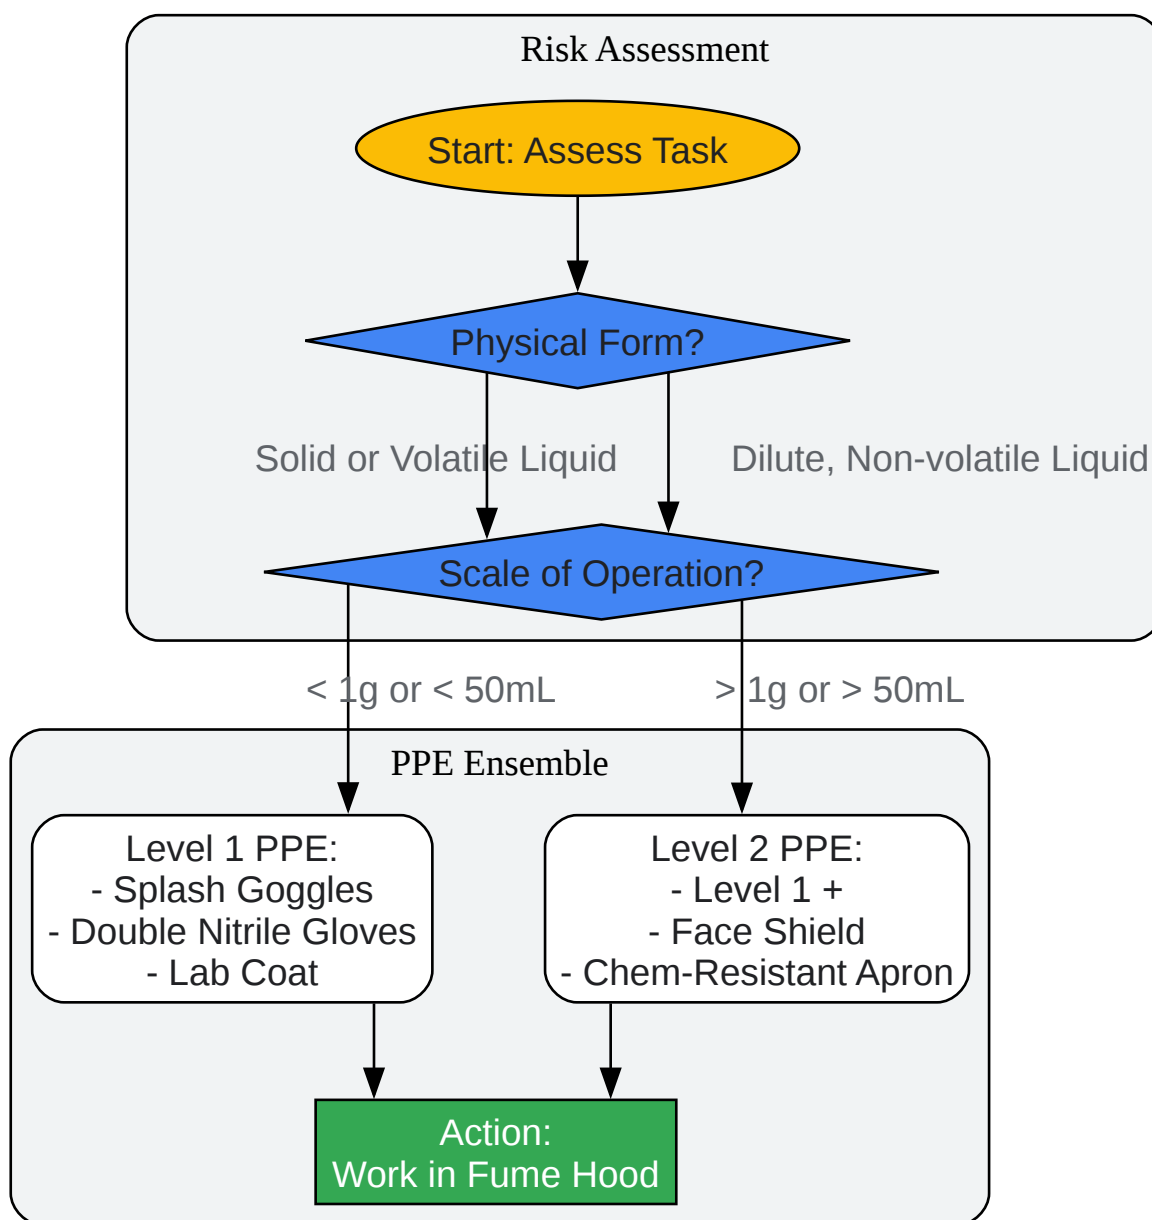 Risk Assessment
Start: Assess Task
Physical Form?
Solid or Volatile Liquid
Dilute, Non-volatile Liquid
Scale of Operation?
< 1g or < 50mL
> 1g or > 50mL
PPE Ensemble
Level 1 PPE:
- Splash Goggles
- Double Nitrile Gloves
- Lab Coat
Level 2 PPE:
- Level 1 +
- Face Shield
- Chem-Resistant Apron
Action:
Work in Fume Hood